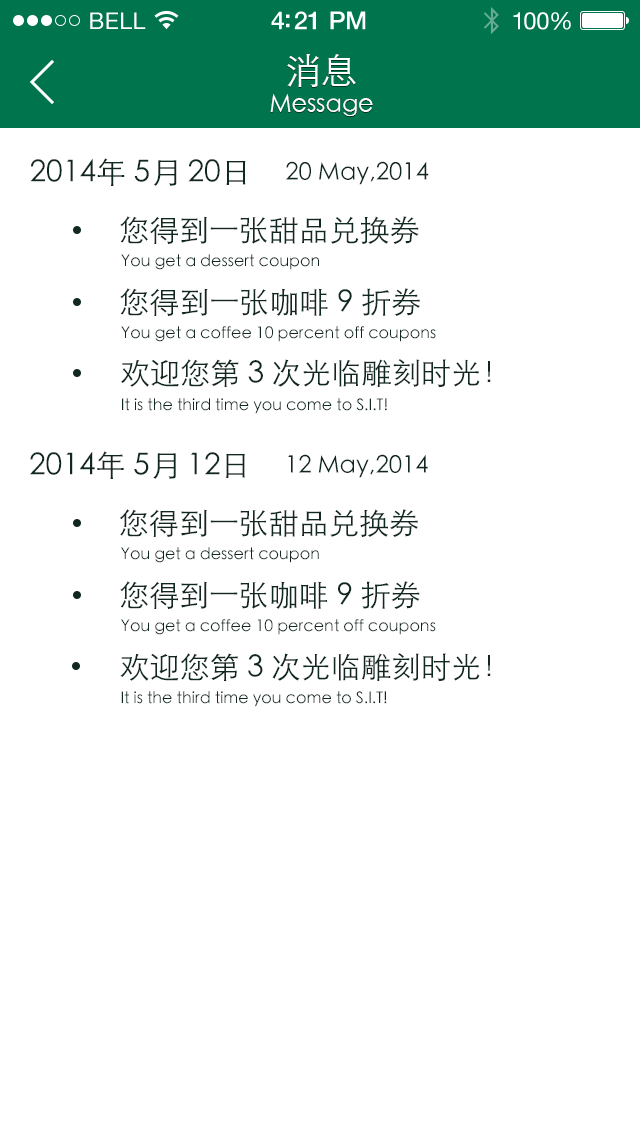 BELL 4:21 PM 100%
消息
Message
2014年 5月 20日 20 May,2014
• 您得到一张甜品兑换券
You get a dessert coupon
• 您得到一张咖啡 9 折券
You get a coffee 10 percent off coupons
• 欢迎您第 3 次光临雕刻时光!
It is the third time you come to S.I.T!
2014年 5月 12日 12 May,2014
• 您得到一张甜品兑换券
You get a dessert coupon
• 您得到一张咖啡 9 折券
You get a coffee 10 percent off coupons
• 欢迎您第 3 次光临雕刻时光!
It is the third time you come to S.I.T!